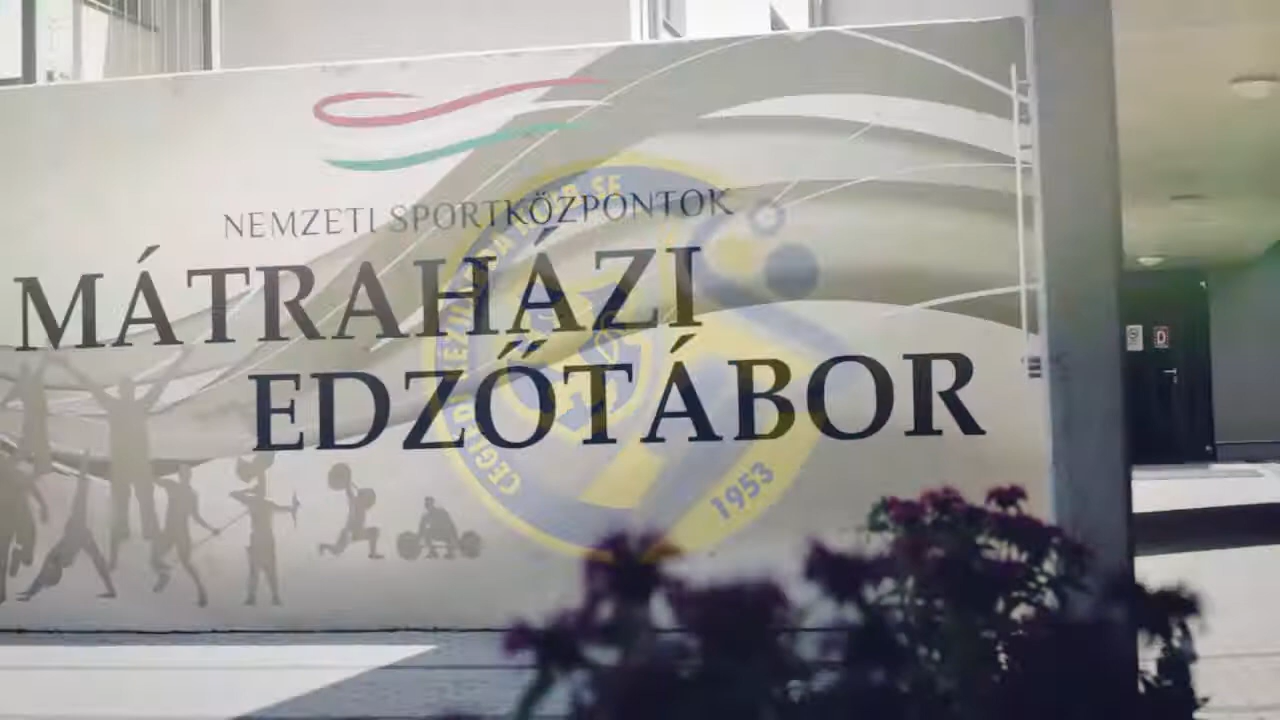 NEMZETI SPORTKÖZPONTOK
MÁTRAHÁZI
EDZŐTÁBOR
1953
D